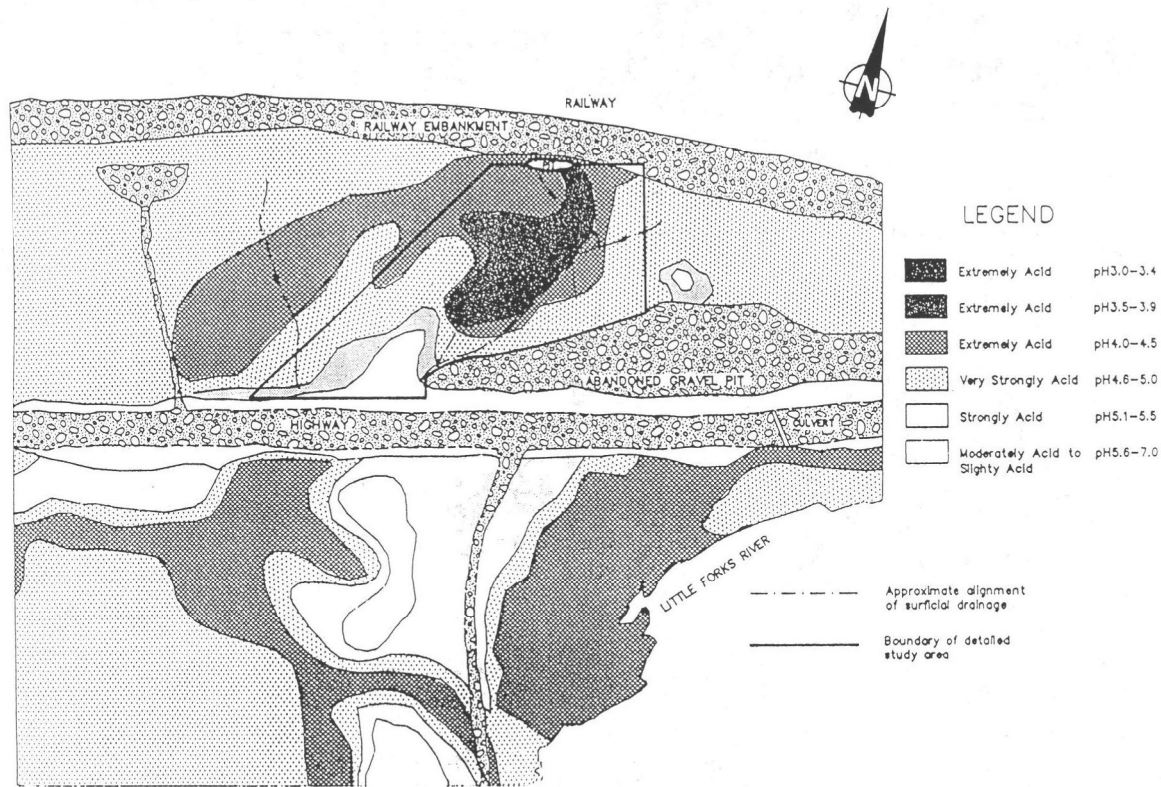 N
RAILWAY
RAILWAY EMBANKMENT
LEGEND
Extremely Acid pH3.0-3.4
Extremely Acid pH3.5-3.9
Extremely Acid pH4.0-4.5
Very Strongly Acid pH4.6-5.0
Strongly Acid pH5.1-5.5
Moderately Acid to pH5.6-7.0
Slighty Acid
ABANDONED GRAVEL PIT
HIGHWAY
CULVERT
LITTLE FORKS RIVER
Approximate alignment
of surficial drainage
Boundary of detailed
study area